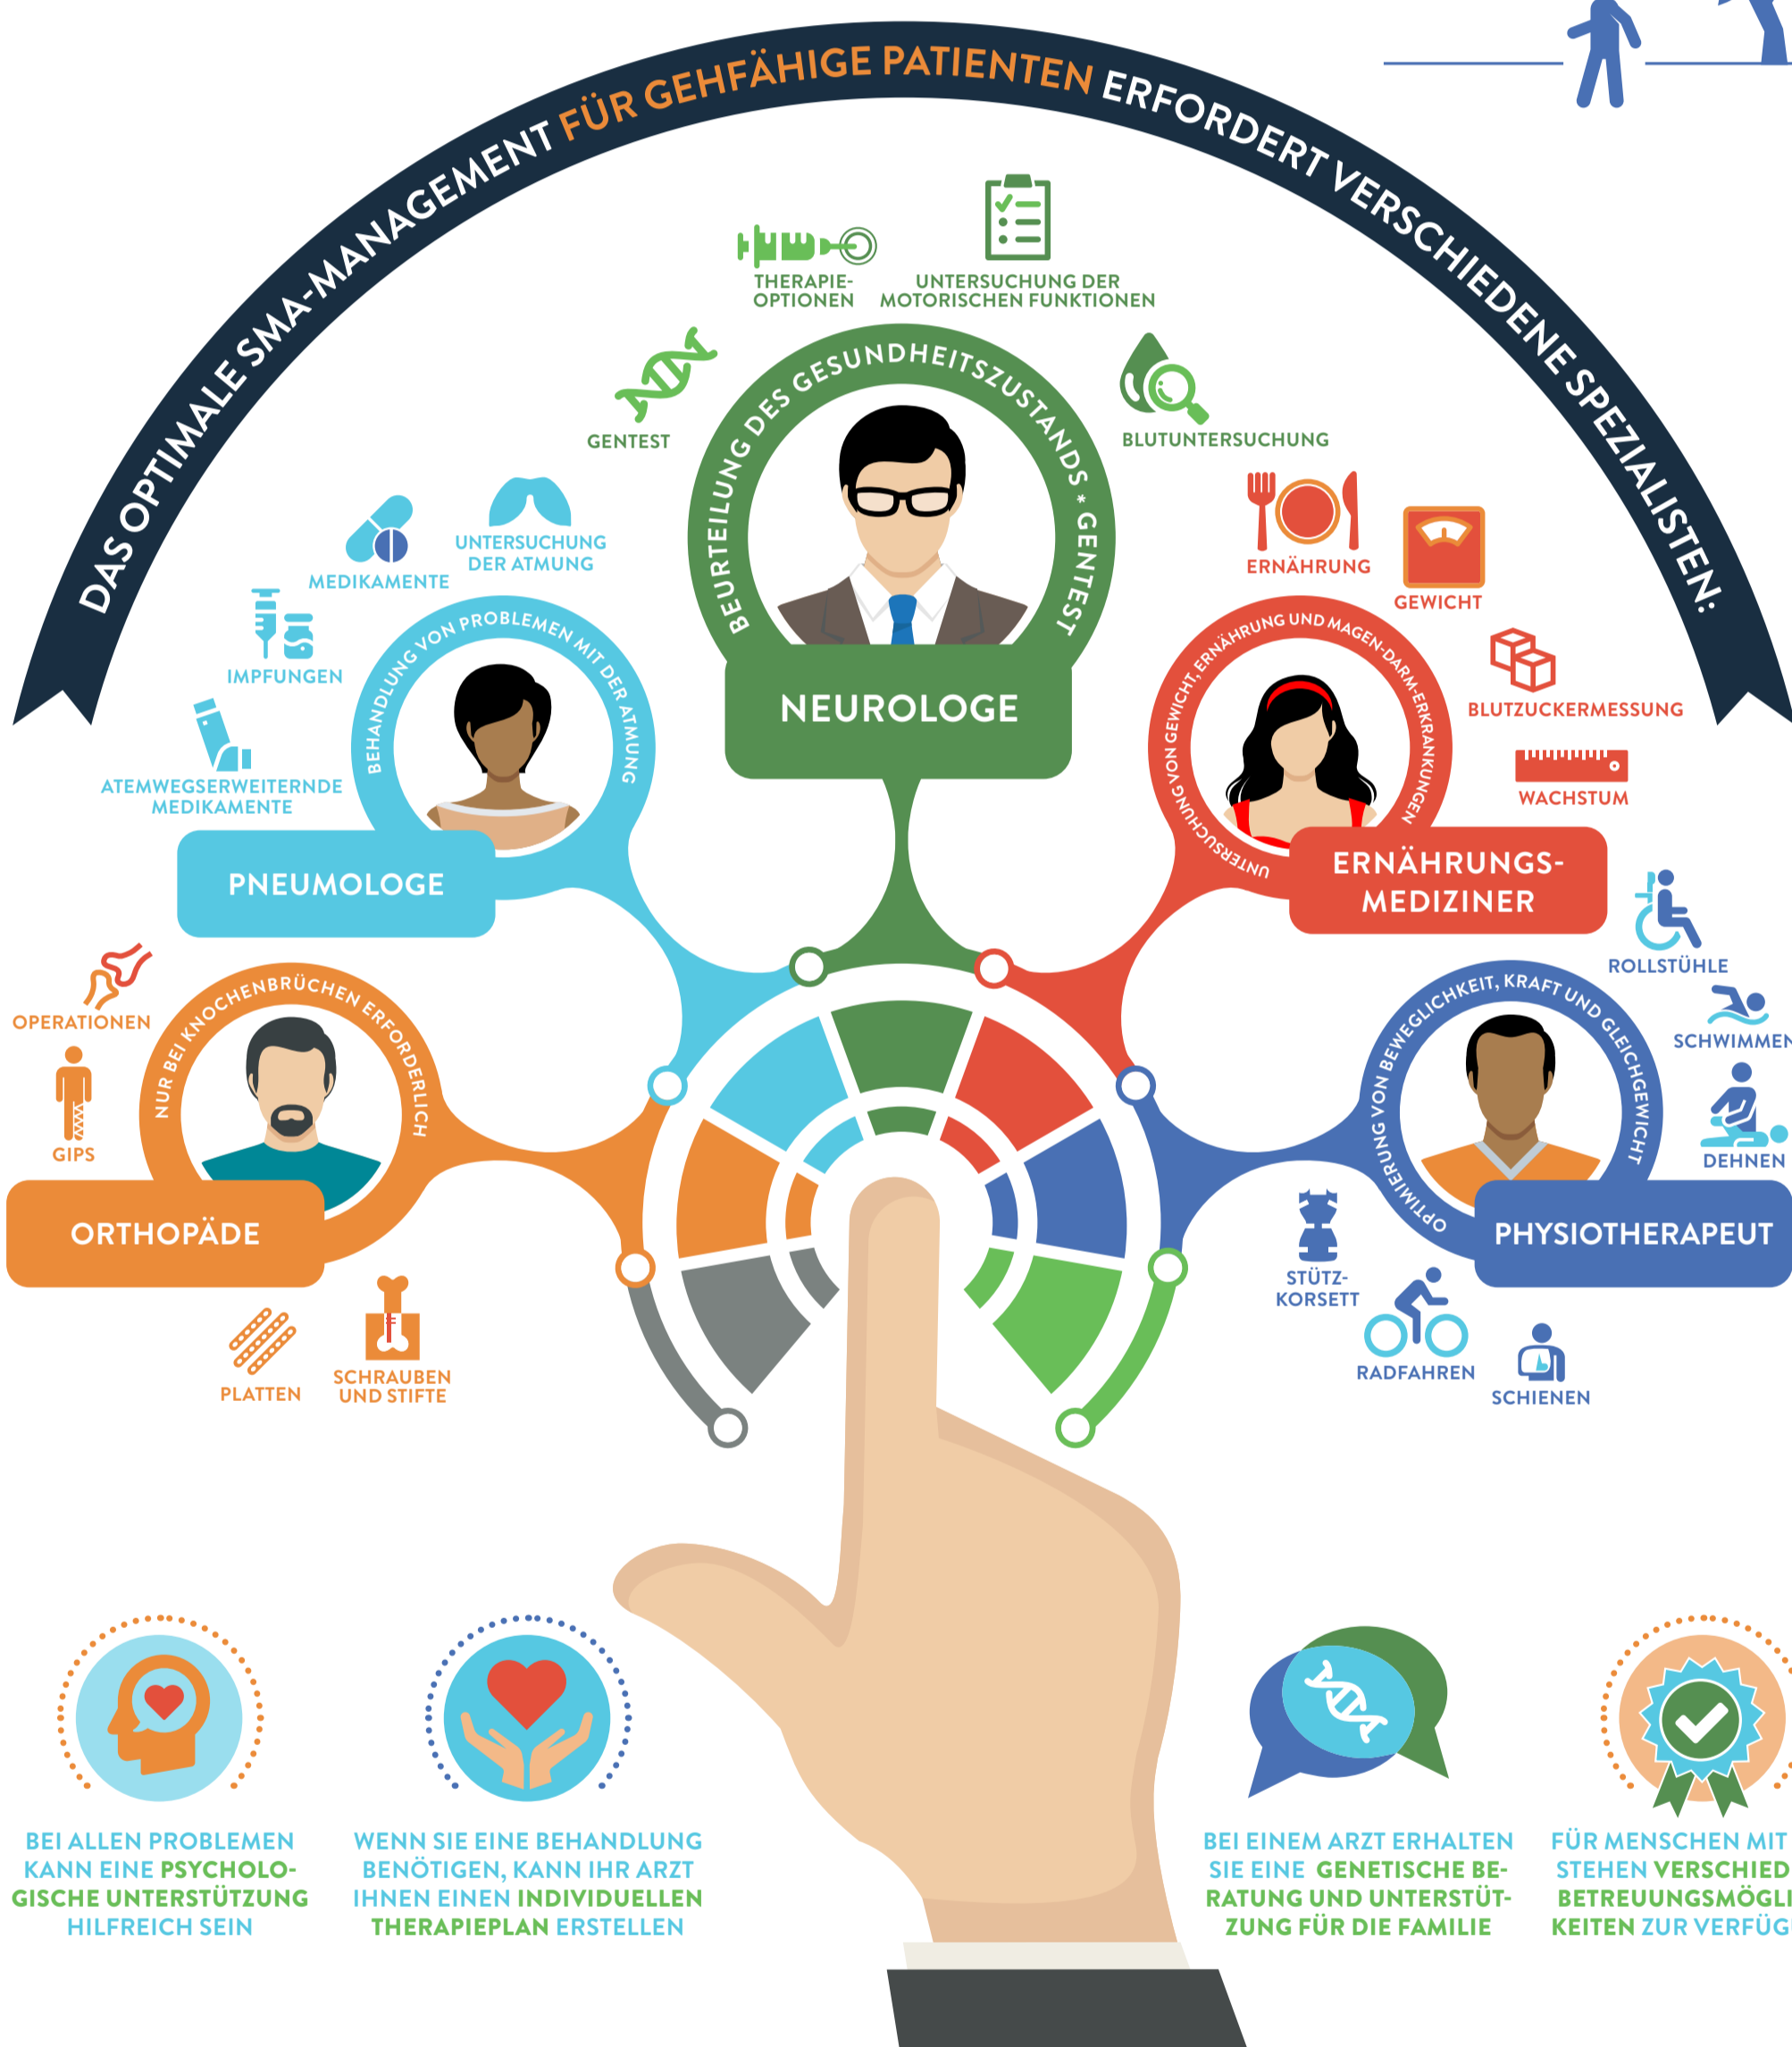 DAS OPTIMALE SMA-MANAGEMENT FÜR GEHFÄHIGE PATIENTEN ERFORDERT VERSCHIEDENE SPEZIALISTEN:
THERAPIE-
OPTIONEN
UNTERSUCHUNG DER
MOTORISCHEN FUNKTIONEN
GENTEST
BLUTUNTERSUCHUNG
BEURTEILUNG DES GESUNDHEITSZUSTANDS * GENTEST
NEUROLOGE
UNTERSUCHUNG
DER ATMUNG
MEDIKAMENTE
IMPFUNGEN
ATEMWEGSERWEITERNDE
MEDIKAMENTE
BEHANDLUNG VON PROBLEMEN MIT DER ATMUNG
PNEUMOLOGE
ERNÄHRUNG
GEWICHT
BLUTZUCKERMESSUNG
WACHSTUM
UNTERSUCHUNG VON GEWICHT, ERNÄHRUNG UND MAGEN-DARM-ERKRANKUNGEN
ERNÄHRUNGS-
MEDIZINER
OPERATIONEN
GIPS
NUR BEI KNOCHENBRÜCHEN ERFORDERLICH
ORTHOPÄDE
PLATTEN
SCHRAUBEN
UND STIFTE
ROLLSTÜHLE
SCHWIMMEN
DEHNEN
OPTIMIERUNG VON BEWEGLICHKEIT, KRAFT UND GLEICHGEWICHT
PHYSIOTHERAPEUT
STÜTZ-
KORSETT
RADFAHREN
SCHIENEN
BEI ALLEN PROBLEMEN
KANN EINE PSYCHOLO-
GISCHE UNTERSTÜTZUNG
HILFREICH SEIN
WENN SIE EINE BEHANDLUNG
BENÖTIGEN, KANN IHR ARZT
IHNEN EINEN INDIVIDUELLEN
THERAPIEPLAN ERSTELLEN
BEI EINEM ARZT ERHALTEN
SIE EINE GENETISCHE BE-
RATUNG UND UNTERSTÜT-
ZUNG FÜR DIE FAMILIE
FÜR MENSCHEN MIT
STEHEN VERSCHIED
BETREUUNGSMÖGLI
KEITEN ZUR VERFÜG